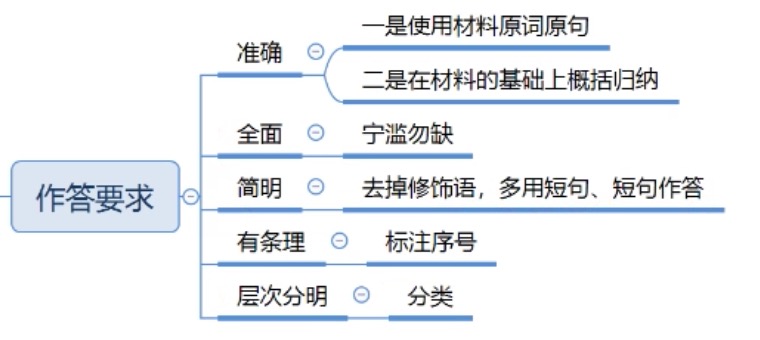 作答要求
准确
一是使用材料原词原句
二是在材料的基础上概括归纳
全面
宁滥勿缺
简明
去掉修饰语，多用短句、短句作答
有条理
标注序号
层次分明
分类